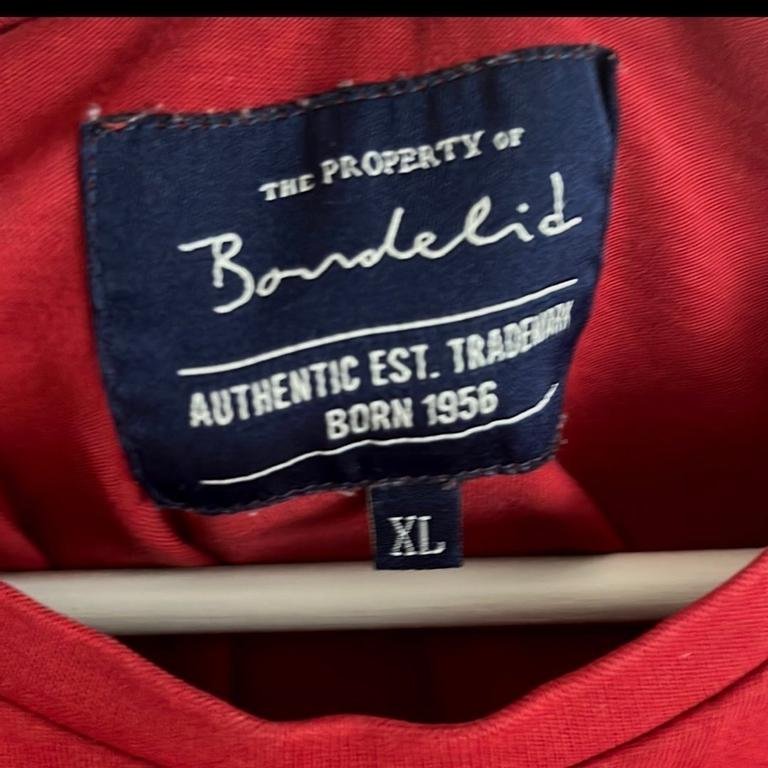 THE PROPERTY OF
Bondelid
AUTHENTIC EST. TRADEMARK
BORN 1956
XL